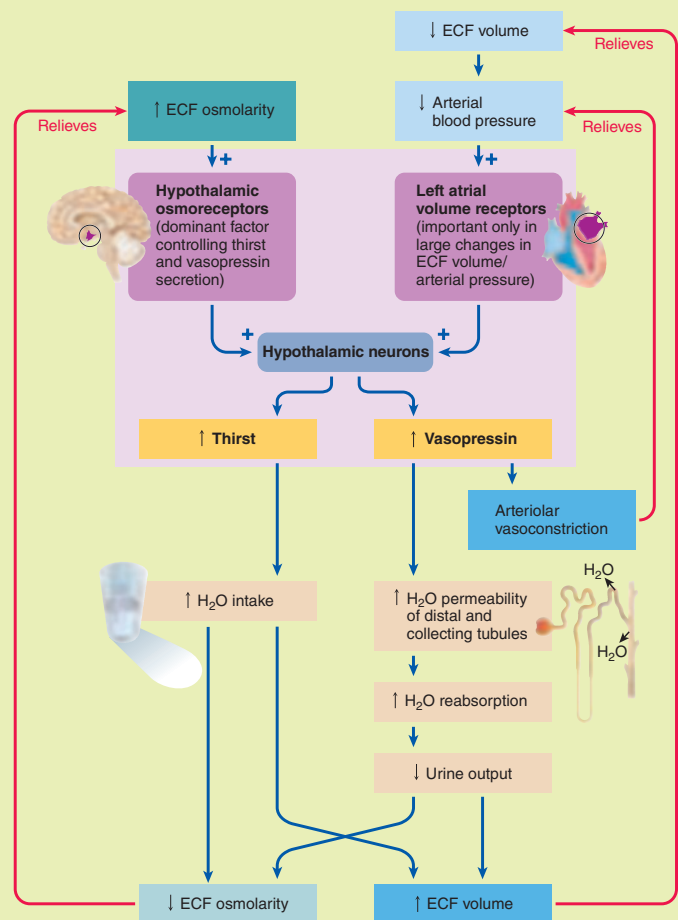 ↓ ECF volume
Relieves
↑ ECF osmolarity
Relieves
↓ Arterial
blood pressure
Relieves
+
+
Hypothalamic
osmoreceptors
(dominant factor
controlling thirst
and vasopressin
secretion)
Left atrial
volume receptors
(important only in
large changes in
ECF volume/
arterial pressure)
+
+
Hypothalamic neurons
↑ Thirst
↑ Vasopressin
Arteriolar
vasoconstriction
↑ H₂O intake
↑ H₂O permeability
of distal and
collecting tubules
H₂O
H₂O
↑ H₂O reabsorption
↓ Urine output
↓ ECF osmolarity
↑ ECF volume